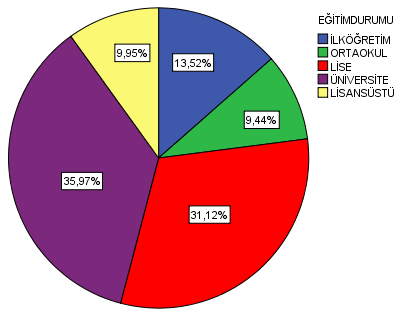 EĞİTİMDURUMU
İLKÖĞRETİM
ORTAOKUL
LİSE
ÜNİVERSİTE
LİSANSÜSTÜ
9,95%
13,52%
9,44%
35,97%
31,12%